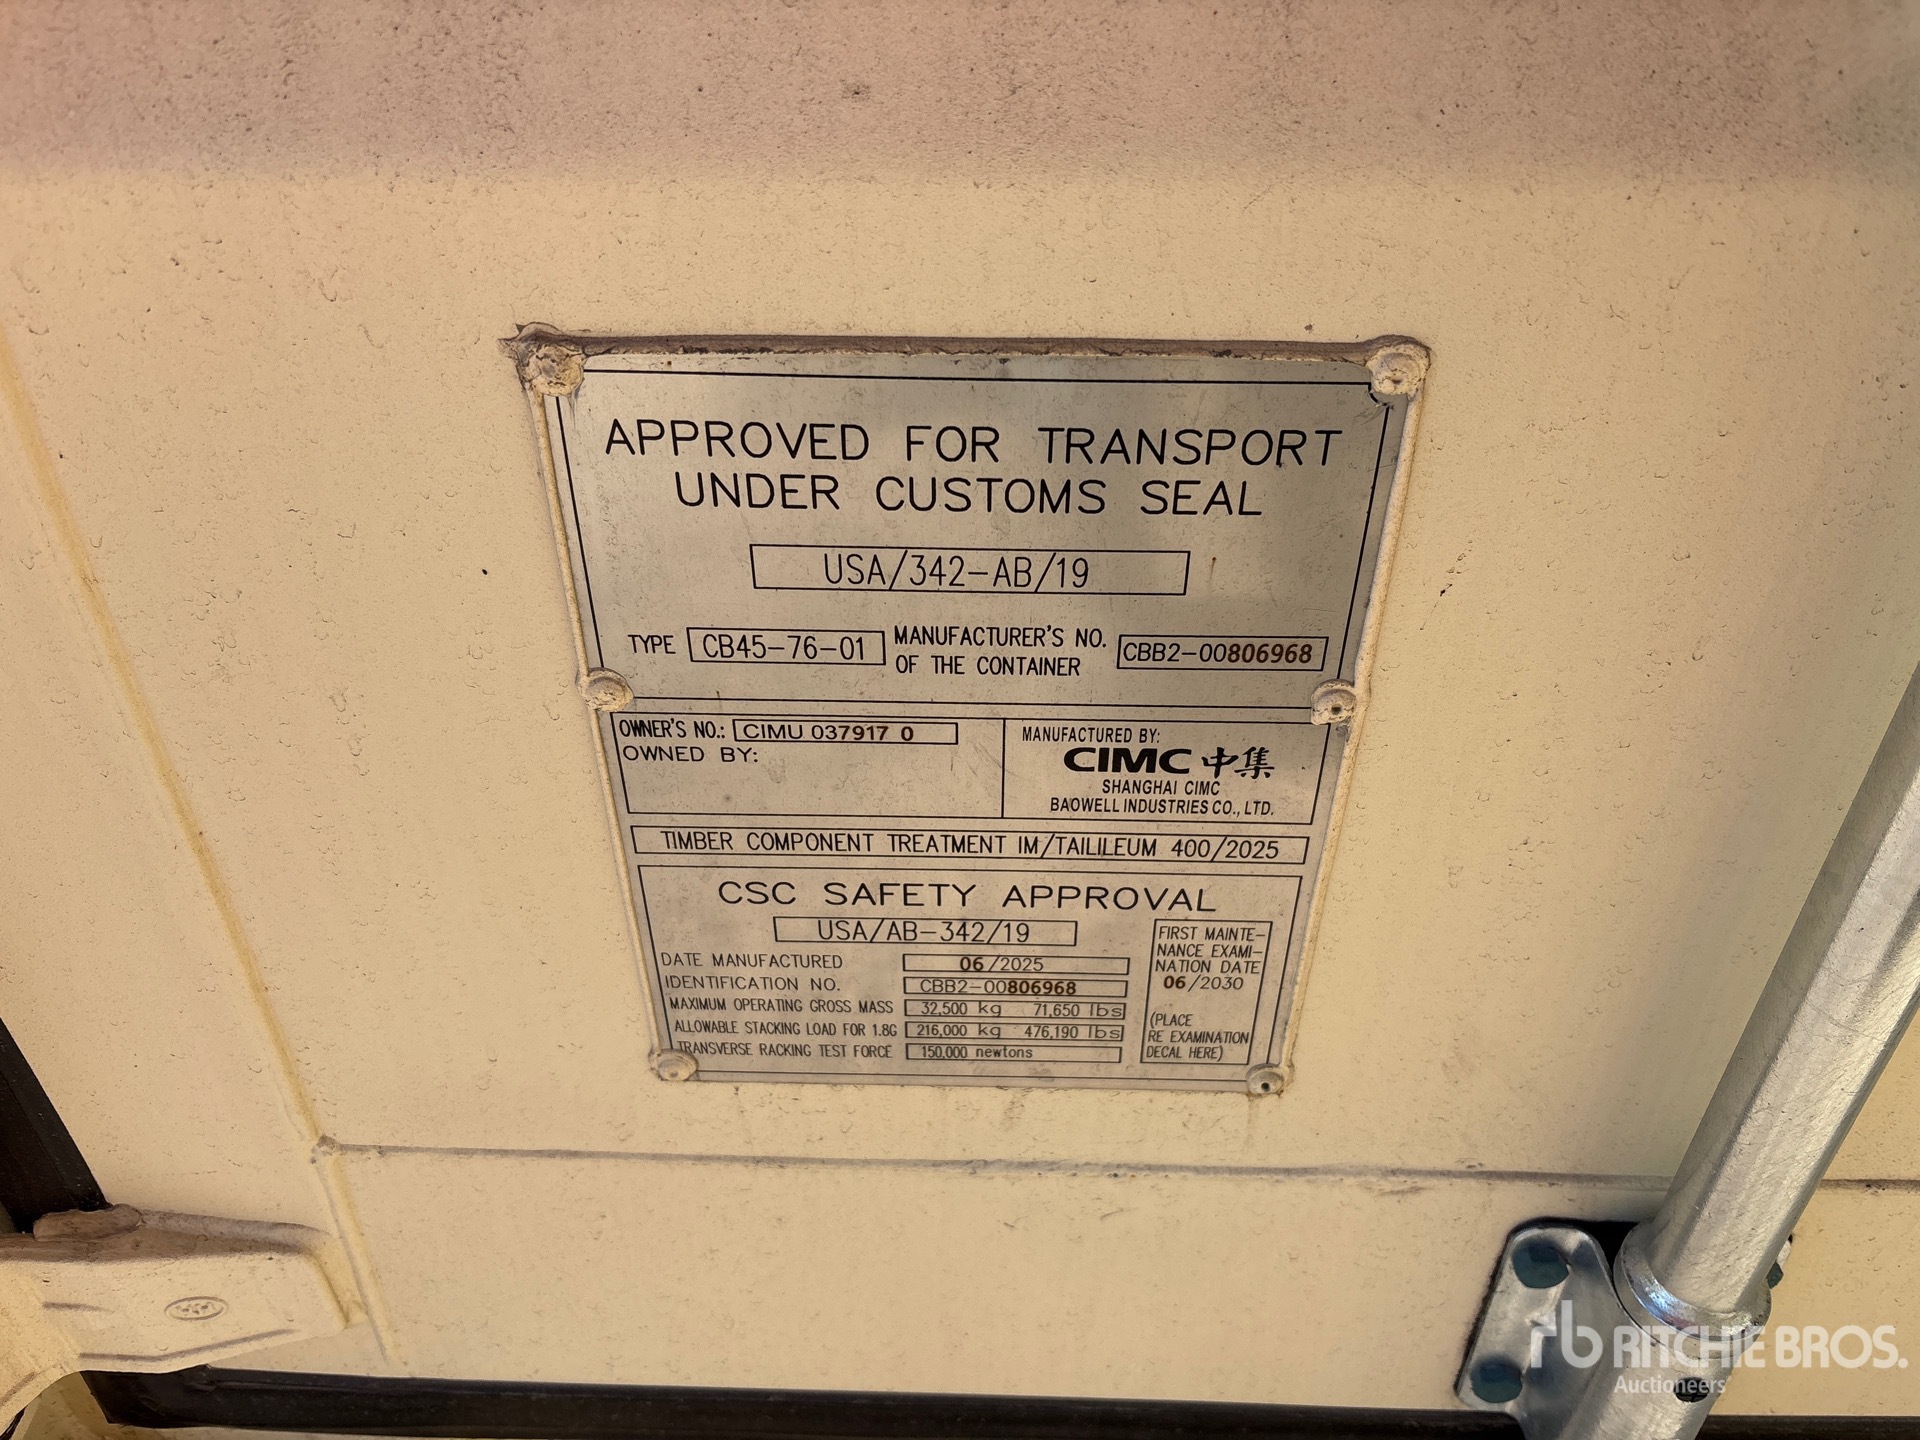 APPROVED FOR TRANSPORT
UNDER CUSTOMS SEAL
USA/342-AB/19
TYPE CB45-76-01 MANUFACTURER'S NO. OF THE CONTAINER CBB2-00806968
OWNER'S NO.: CIMU 037917 0
OWNED BY:
MANUFACTURED BY:
CIMC 中集
SHANGHAI CIMC
BAOWELL INDUSTRIES CO., LTD.
TIMBER COMPONENT TREATMENT IM/TAILILEUM 400/2025
CSC SAFETY APPROVAL
USA/AB-342/19
DATE MANUFACTURED 06/2025
IDENTIFICATION NO. CBB2-00806968
MAXIMUM OPERATING GROSS MASS 32,500 kg 71,650 lbs
ALLOWABLE STACKING LOAD FOR 1.8G 216,000 kg 476,190 lbs
TRANSVERSE RACKING TEST FORCE 150,000 newtons
FIRST MAINTE-
NANCE EXAMI-
NATION DATE
06/2030
(PLACE
RE EXAMINATION
DECAL HERE)
rb RITCHIE BROS.
Auctioneers